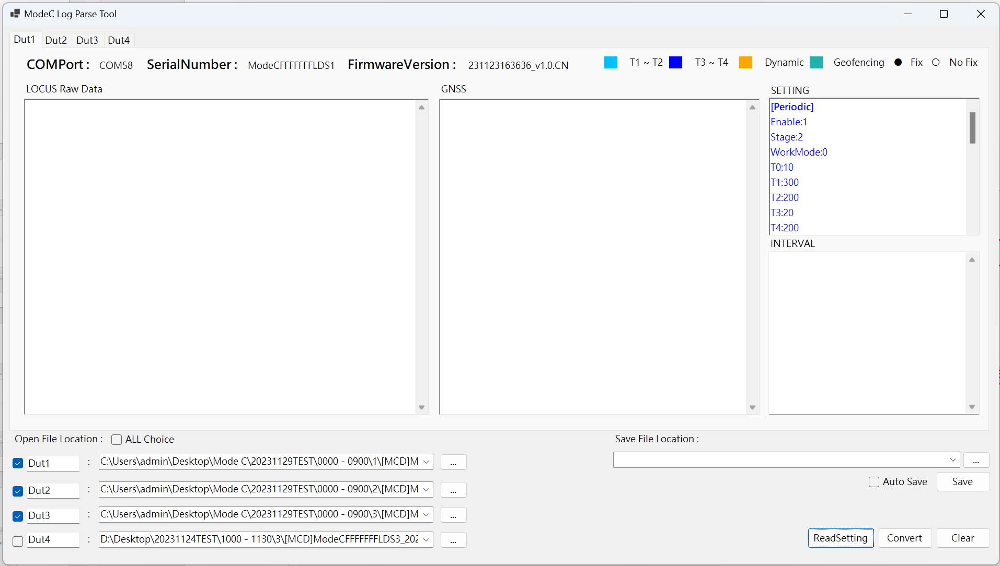 ModeC Log Parse Tool
Dut1 Dut2 Dut3 Dut4
COMPort : COM58 SerialNumber : ModeCFFFFFFFLDS1 FirmwareVersion : 231123163636_v1.0.CN T1 ~ T2 T3 ~ T4 Dynamic Geofencing Fix No Fix
LOCUS Raw Data
GNSS
SETTING
[Periodic]
Enable:1
Stage:2
WorkMode:0
T0:10
T1:300
T2:200
T3:20
T4:200
INTERVAL
Open File Location : ALL Choice
Dut1 : C:\Users\admin\Desktop\Mode C\20231129TEST\0000 - 0900\1\[MCD]M ...
Dut2 : C:\Users\admin\Desktop\Mode C\20231129TEST\0000 - 0900\2\[MCD]M ...
Dut3 : C:\Users\admin\Desktop\Mode C\20231129TEST\0000 - 0900\3\[MCD]M ...
Dut4 : D:\Desktop\20231124TEST\1000 - 1130\3\[MCD]ModeCFFFFFFFLDS3_202 ...
Save File Location :
...
Auto Save Save
ReadSetting Convert Clear